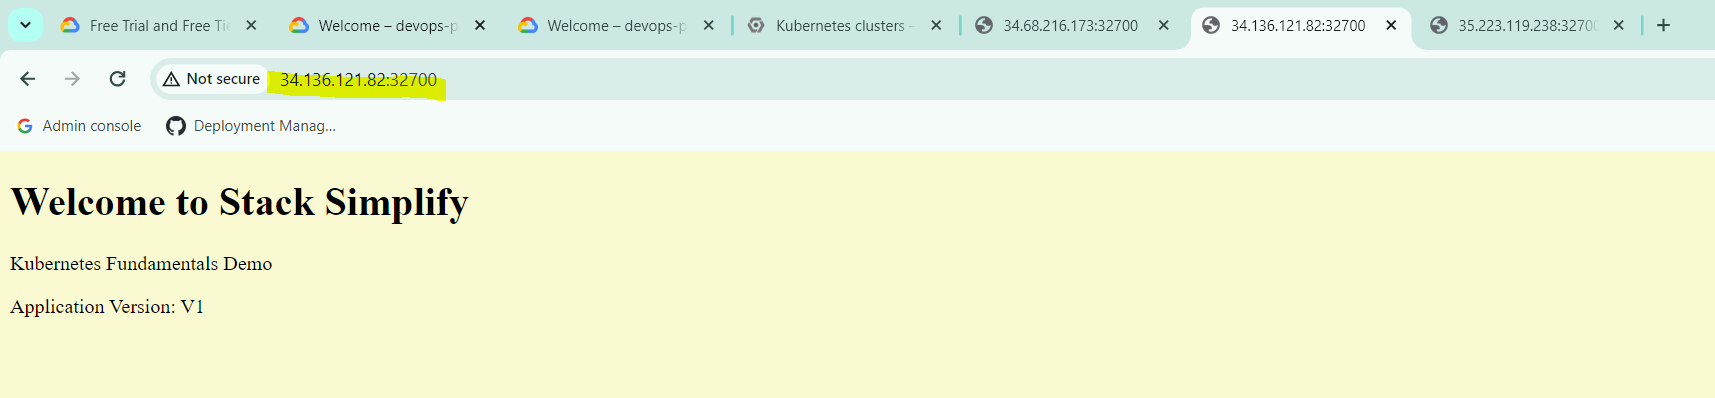 Free Trial and Free Tie
Welcome – devops-p
Welcome – devops-p
Kubernetes clusters –
34.68.216.173:32700
34.136.121.82:32700
35.223.119.238:32700
Not secure
34.136.121.82:32700
Admin console
Deployment Manag...
Welcome to Stack Simplify
Kubernetes Fundamentals Demo
Application Version: V1